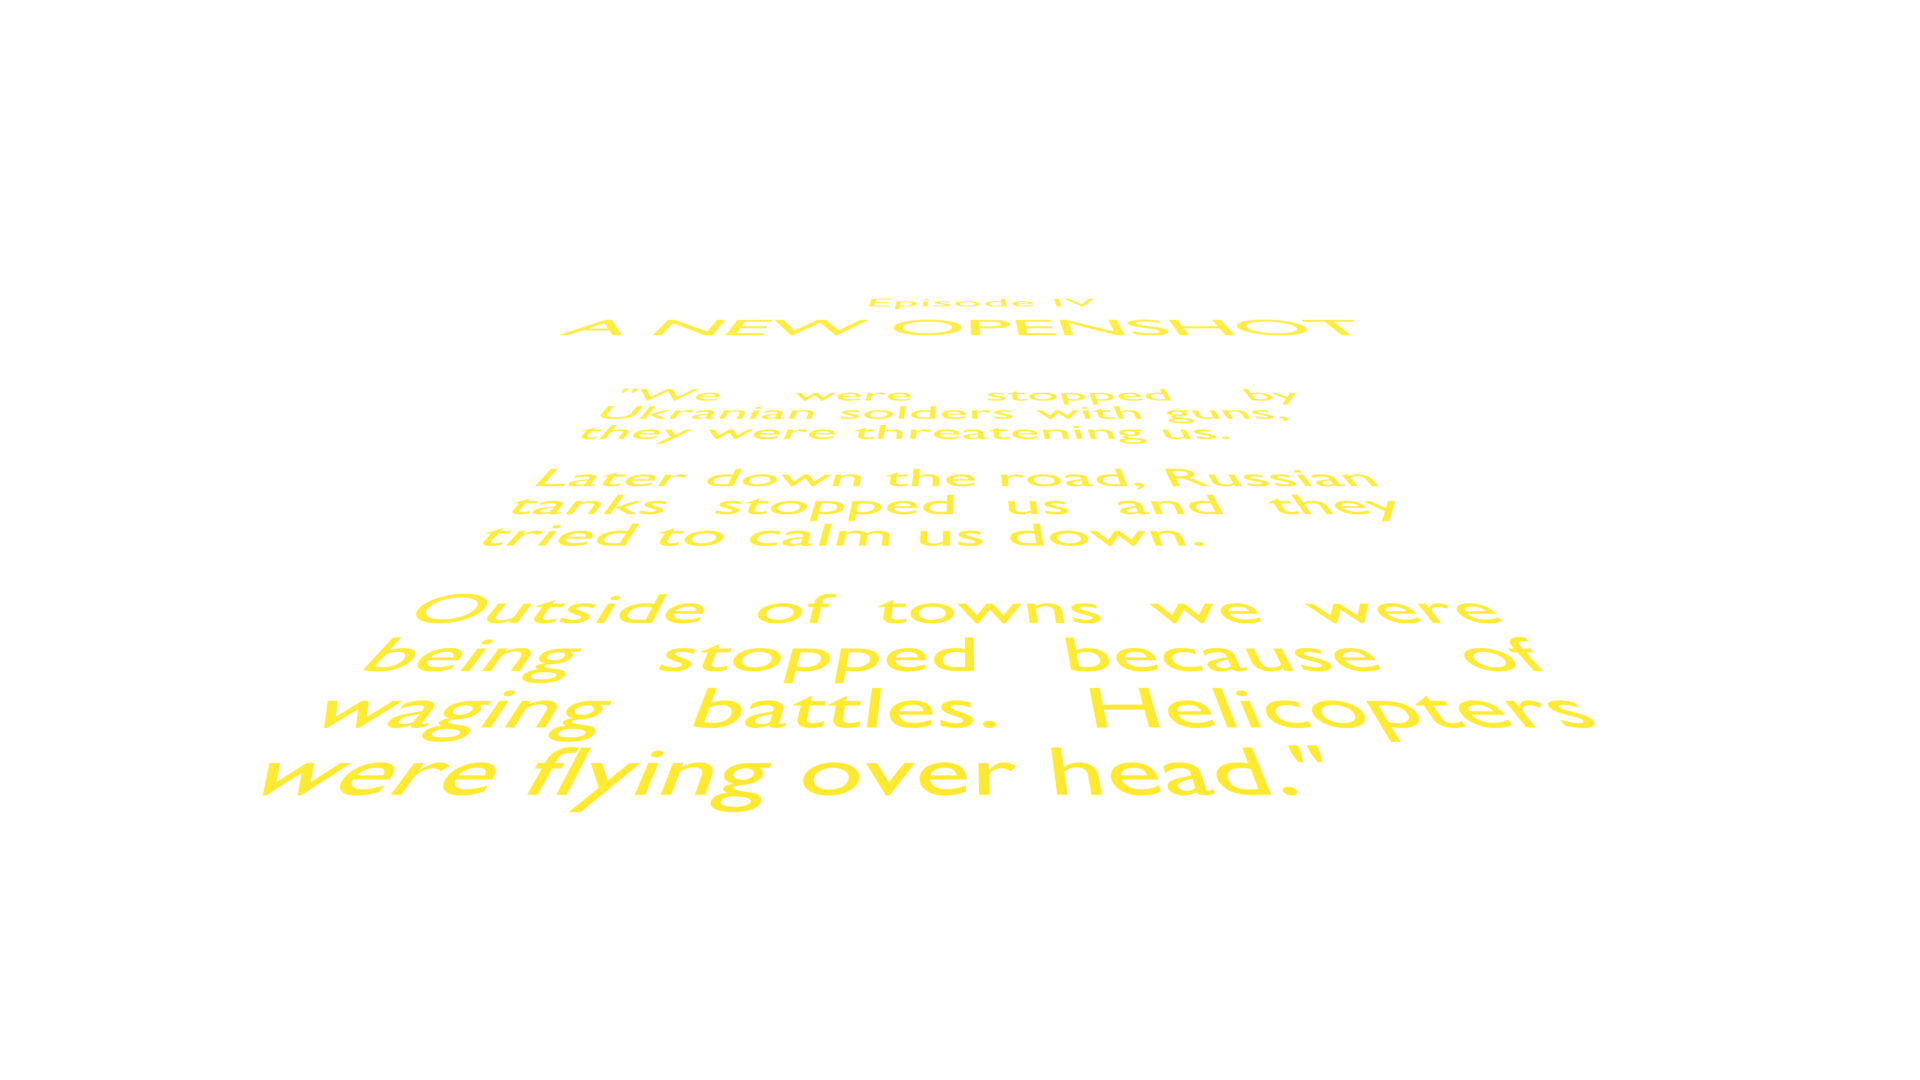 Episode IV
A NEW OPENSHOT
"We were stopped by
Ukranian solders with guns,
they were threatening us.
Later down the road, Russian
tanks stopped us and they
tried to calm us down.
Outside of towns we were
being stopped because of
waging battles. Helicopters
were flying over head."